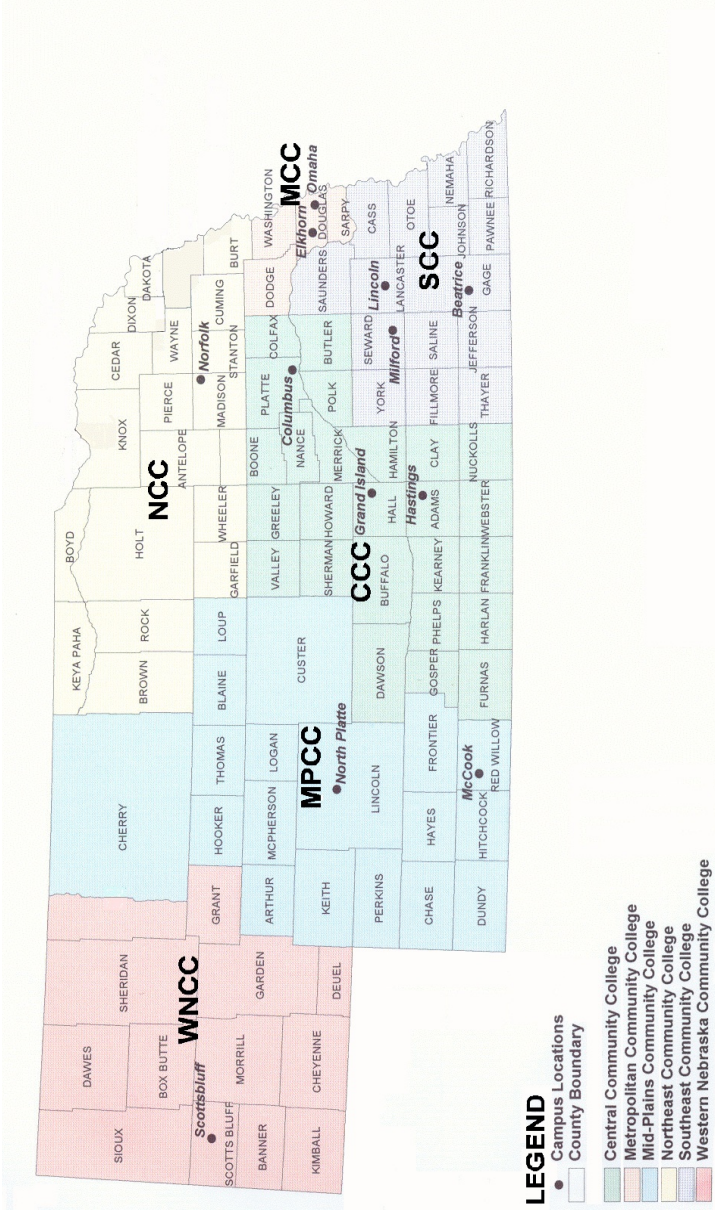 SIOUX
DAWES
SHERIDAN
BOX BUTTE
SCOTTS BLUFF
Scottsbluff
BANNER
KIMBALL
MORRILL
CHEYENNE
GARDEN
DEUEL
GRANT
WNCC
CHERRY
HOOKER
THOMAS
BLAINE
LOUP
ARTHUR
MCPHERSON
LOGAN
CUSTER
KEITH
MPCC
North Platte
PERKINS
LINCOLN
CHASE
HAYES
FRONTIER
DUNDY
HITCHCOCK
McCook
RED WILLOW
KEYA PAHA
BOYD
BROWN
ROCK
HOLT
KNOX
CEDAR
DIXON
DAKOTA
NCC
ANTELOPE
PIERCE
WAYNE
GARFIELD
WHEELER
MADISON
Norfolk
STANTON
CUMING
BURT
VALLEY
GREELEY
BOONE
PLATTE
COLFAX
DODGE
WASHINGTON
SHERMAN
HOWARD
NANCE
MERRICK
Columbus
POLK
BUTLER
SAUNDERS
Elkhorn
DOUGLAS
Omaha
MCC
SARPY
CCC
DAWSON
BUFFALO
Grand Island
HALL
HAMILTON
YORK
SEWARD
Milford
Lincoln
LANCASTER
CASS
OTOE
GOSPER
PHELPS
KEARNEY
Hastings
ADAMS
CLAY
FILLMORE
SALINE
SCC
Beatrice
GAGE
JOHNSON
NEMAHA
FURNAS
HARLAN
FRANKLIN
WEBSTER
NUCKOLLS
THAYER
JEFFERSON
PAWNEE
RICHARDSON
LEGEND
Campus Locations
County Boundary
Central Community College
Metropolitan Community College
Mid-Plains Community College
Northeast Community College
Southeast Community College
Western Nebraska Community College